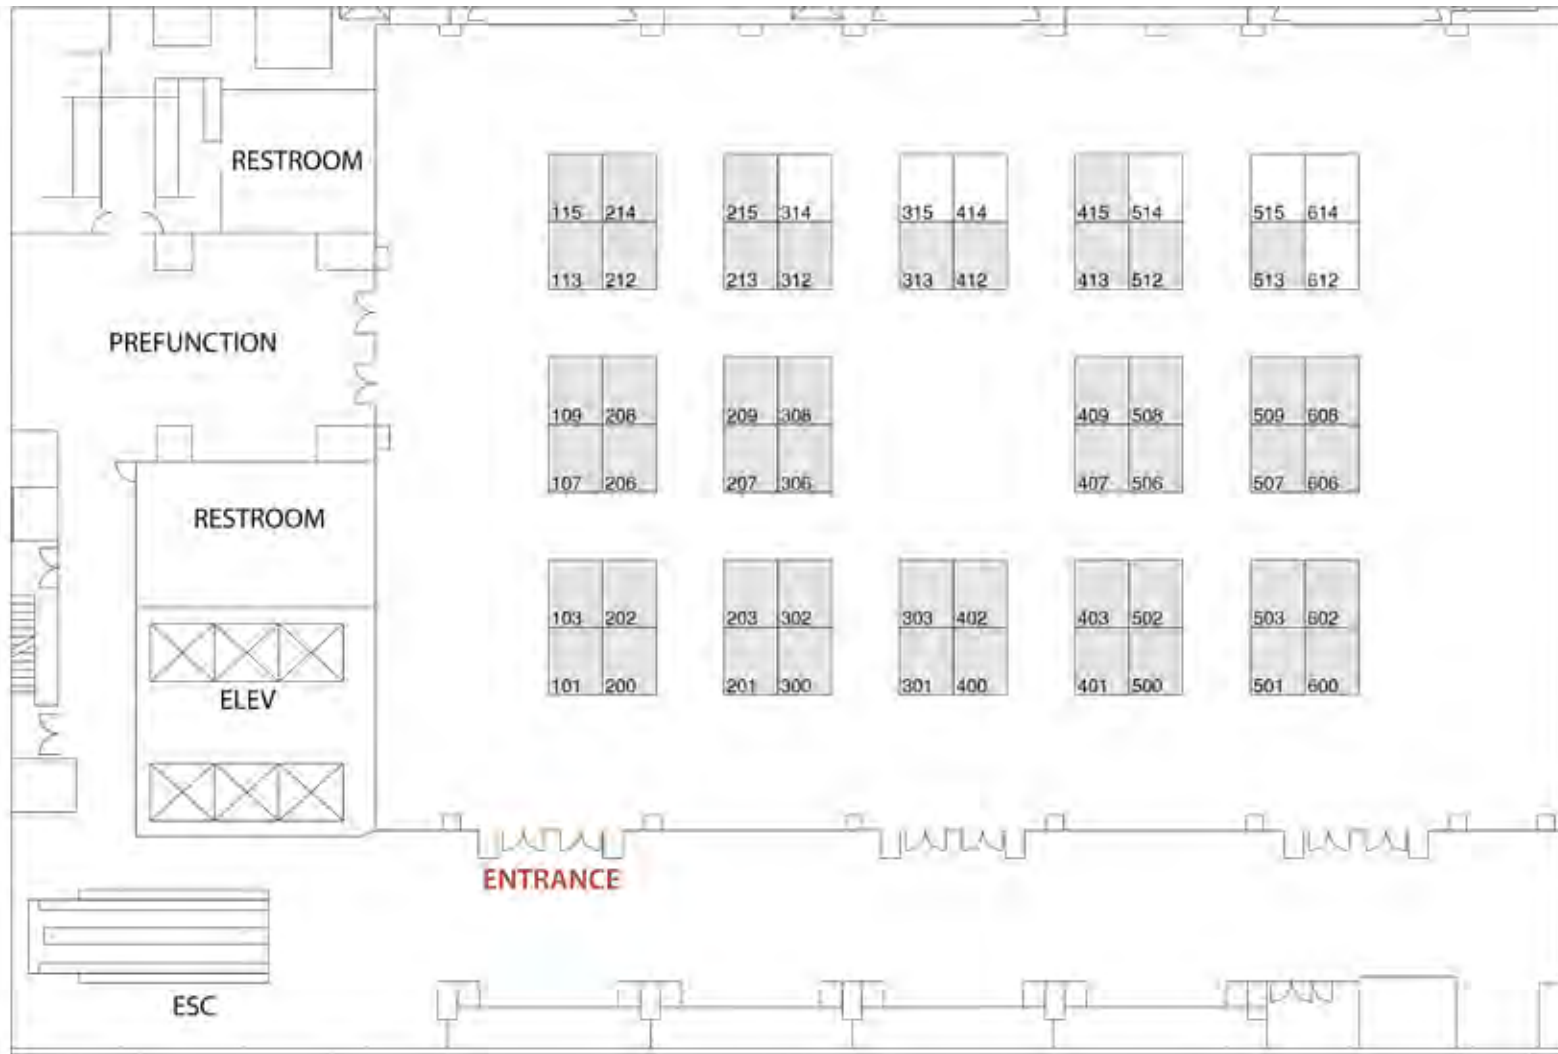 RESTROOM
115 214 215 314 315 414 415 514 515 614
113 212 213 312 313 412 413 512 513 612
PREFUNCTION
109 208 209 308 409 508 509 608
107 206 207 306 407 506 507 606
RESTROOM
103 202 203 302 303 402 403 502 503 602
101 200 201 300 301 400 401 500 501 600
ELEV
ENTRANCE
ESC